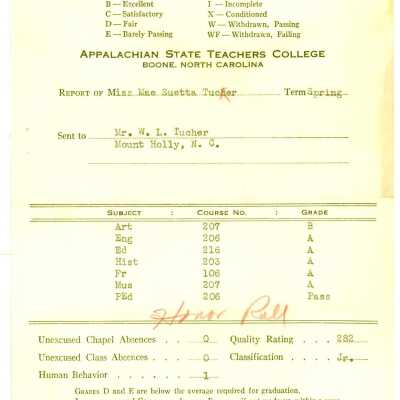 B — Excellent I — Incomplete
C — Satisfactory X — Conditioned
D — Fair W — Withdrawn, Passing
E — Barely Passing WF — Withdrawn, Failing
APPALACHIAN STATE TEACHERS COLLEGE
BOONE, NORTH CAROLINA
REPORT OF Miss Mae Suetta Tucker Term Spring
Sent to Mr. W. L. Tucher
Mount Holly, N. C.
SUBJECT : COURSE NO. : GRADE
Art 207 B
Eng 206 A
Ed 216 A
Hist 203 A
Fr 106 A
Mus 207 A
PEd 206 Pass
Honor Roll
Unexcused Chapel Absences . . 0 Quality Rating . . . 282
Unexcused Class Absences . . 0 Classification . . . . Jr.
Human Behavior . . . . 1
GRADES D and E are below the average required for graduation.